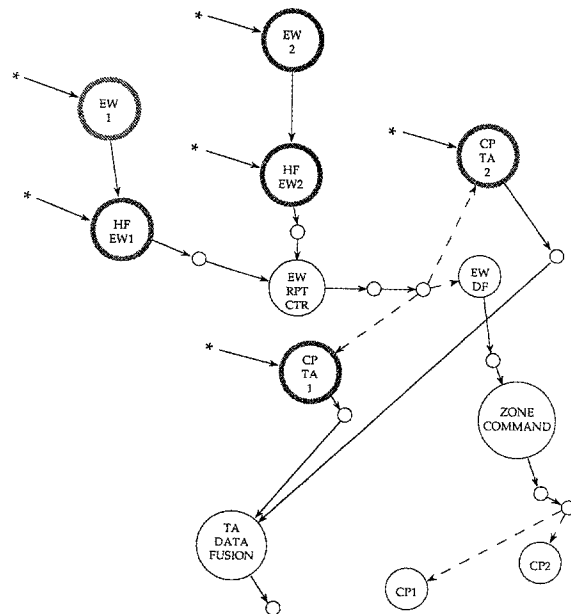 *
EW
2
*
EW
1
*
HF
EW2
*
CP
TA
2
*
HF
EW1
EW
RPT
CTR
EW
DF
*
CP
TA
1
ZONE
COMMAND
TA
DATA
FUSION
CP1
CP2